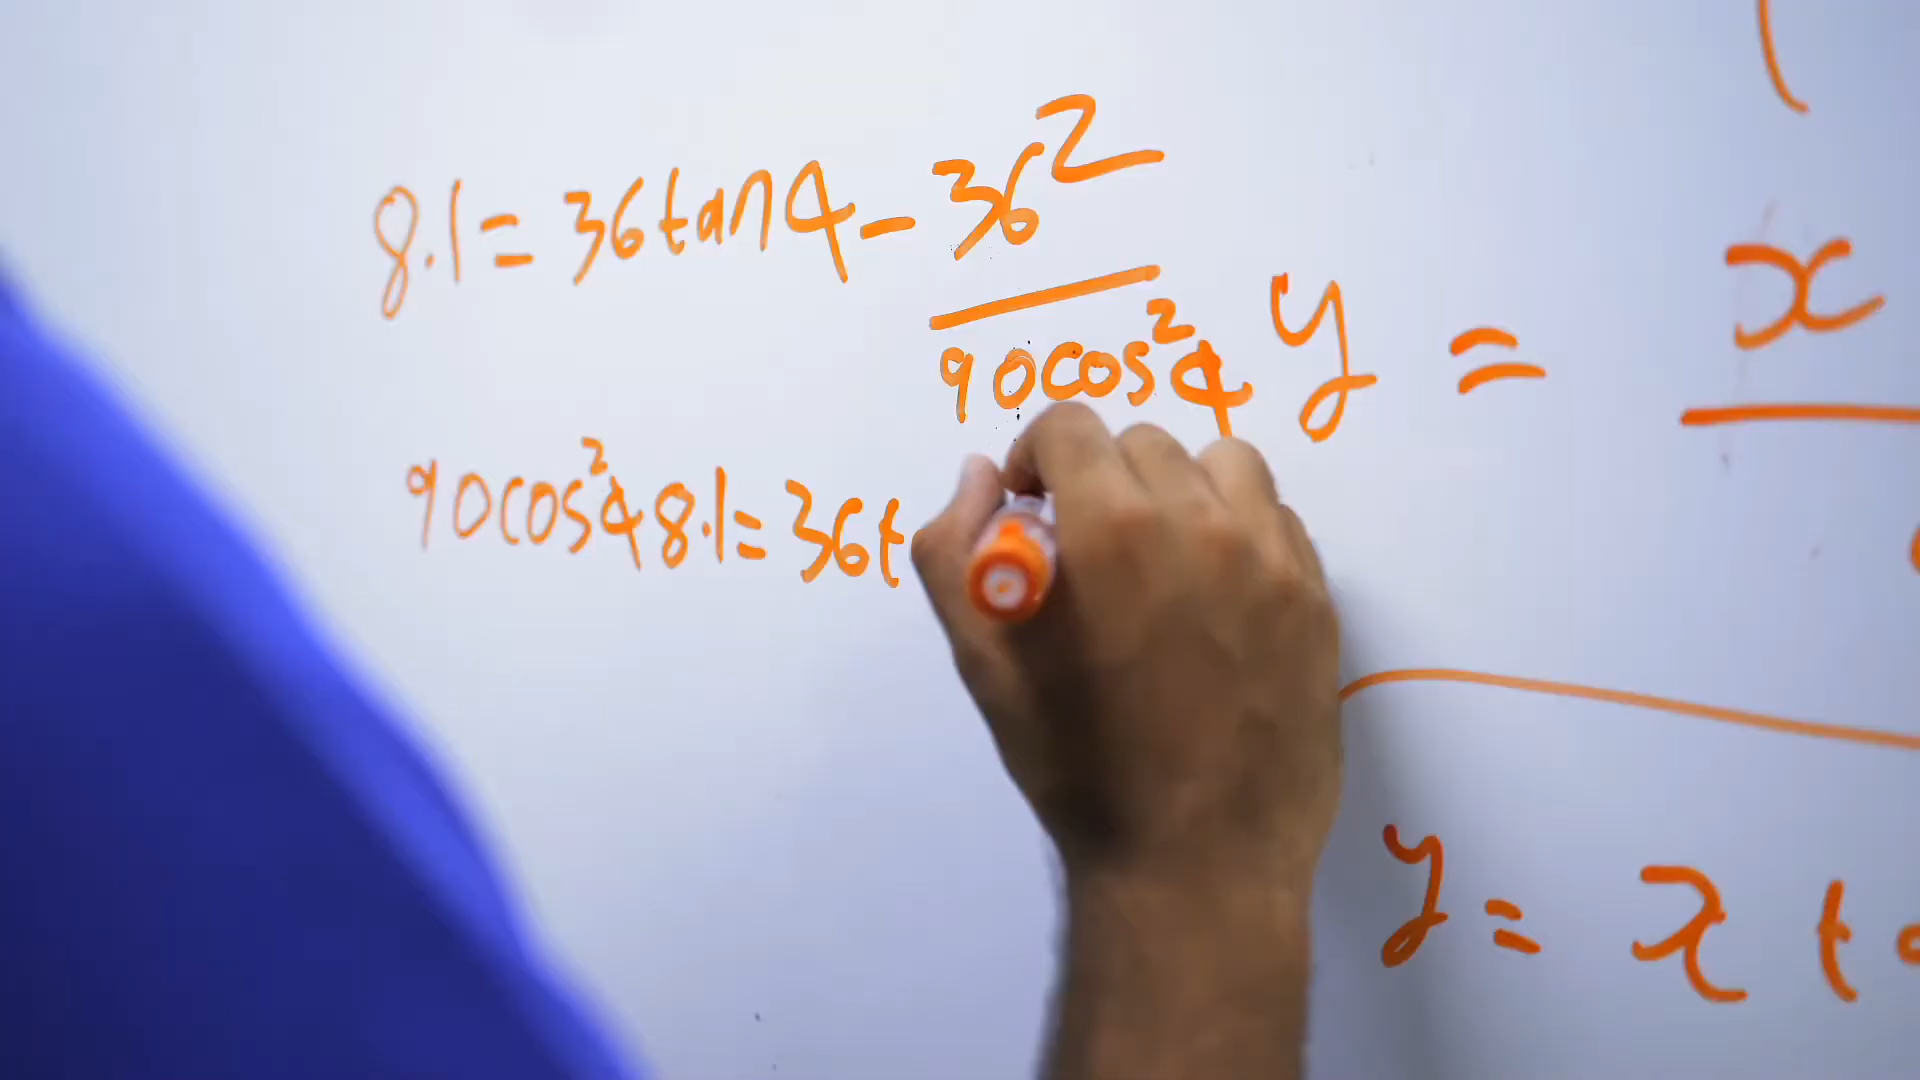 8.1=36tan4-36²/90cos²4
y = x
90cos²4 8.1=36t
y = x t